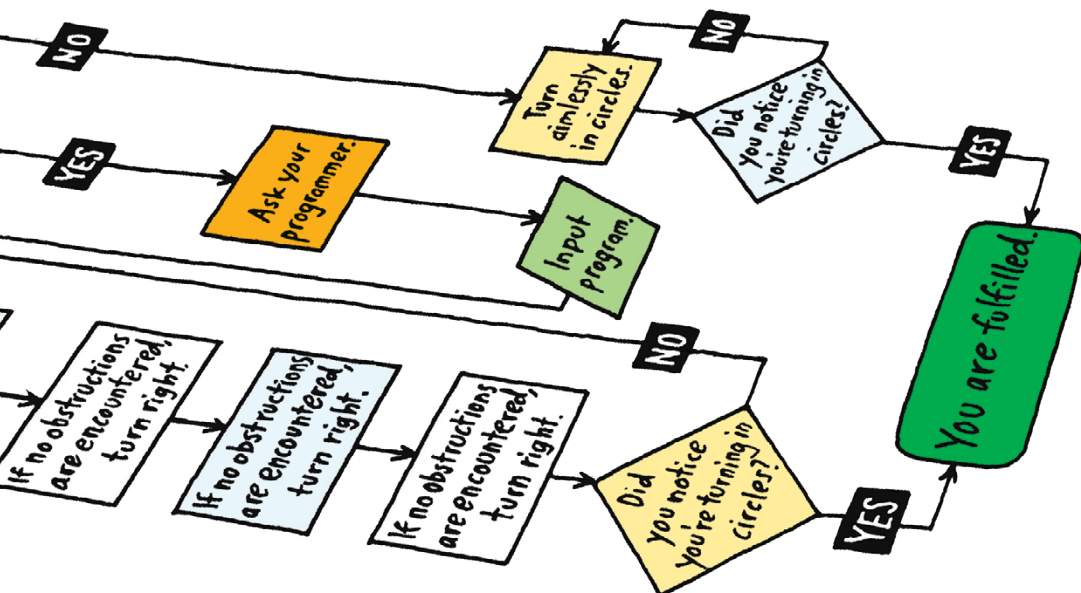 NO
Turn
aimlessly
in circles.
NO
Did
you notice
you're turning in
circles?
YES
YES
Ask your
programmer.
Input
program.
You are fulfilled.
If no obstructions
are encountered,
turn right.
If no obstructions
are encountered,
turn right.
If no obstructions
are encountered,
turn right.
NO
Did
you notice
you're turning in
circles?
YES